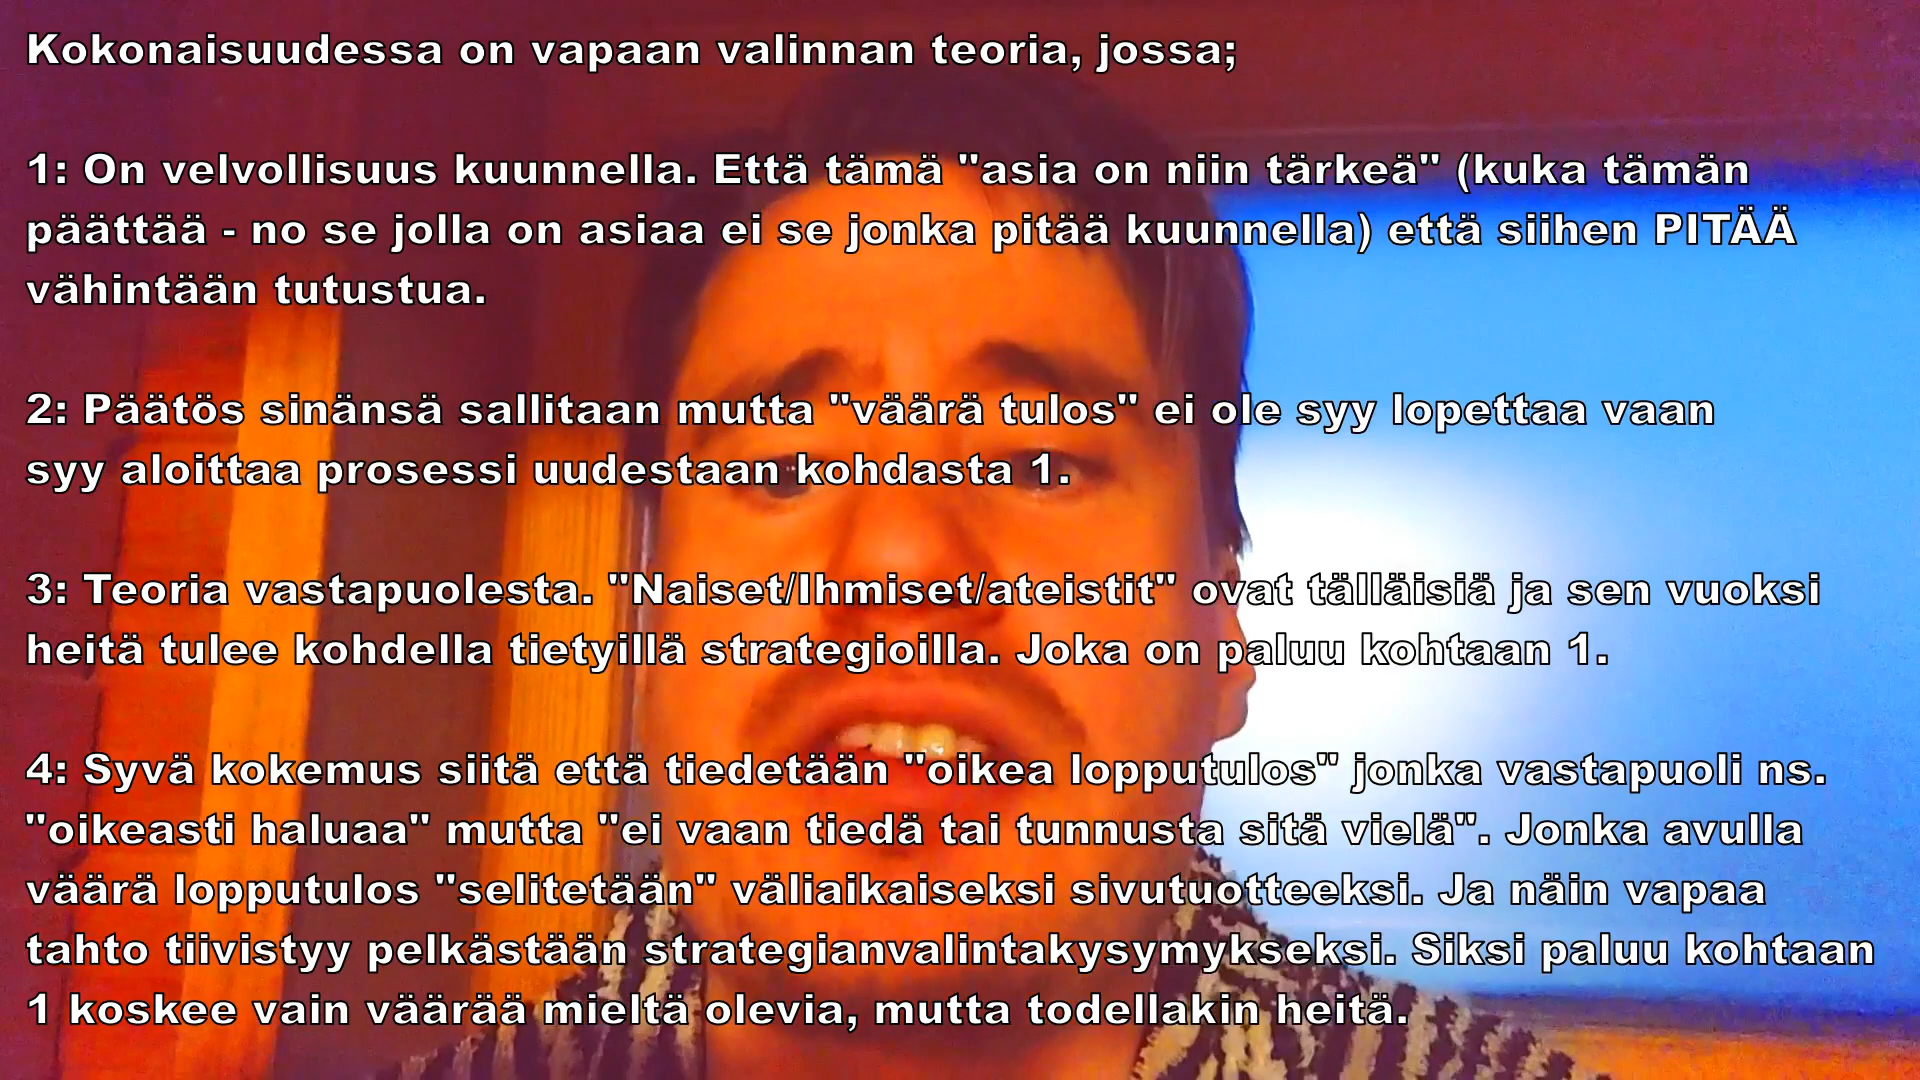 Kokonaisuudessa on vapaan valinnan teoria, jossa;
1: On velvollisuus kuunnella. Että tämä "asia on niin tärkeä" (kuka tämän
päättää - no se jolla on asiaa ei se jonka pitää kuunnella) että siihen PITÄÄ
vähintään tutustua.
2: Päätös sinänsä sallitaan mutta "väärä tulos" ei ole syy lopettaa vaan
syy aloittaa prosessi uudestaan kohdasta 1.
3: Teoria vastapuolesta. "Naiset/Ihmiset/ateistit" ovat tälläisiä ja sen vuoksi
heitä tulee kohdella tietyillä strategioilla. Joka on paluu kohtaan 1.
4: Syvä kokemus siitä että tiedetään "oikea lopputulos" jonka vastapuoli ns.
"oikeasti haluaa" mutta "ei vaan tiedä tai tunnusta sitä vielä". Jonka avulla
väärä lopputulos "selitetään" väliaikaiseksi sivutuotteeksi. Ja näin vapaa
tahto tiivistyy pelkästään strategianvalintakysymykseksi. Siksi paluu kohtaan
1 koskee vain väärää mieltä olevia, mutta todellakin heitä.